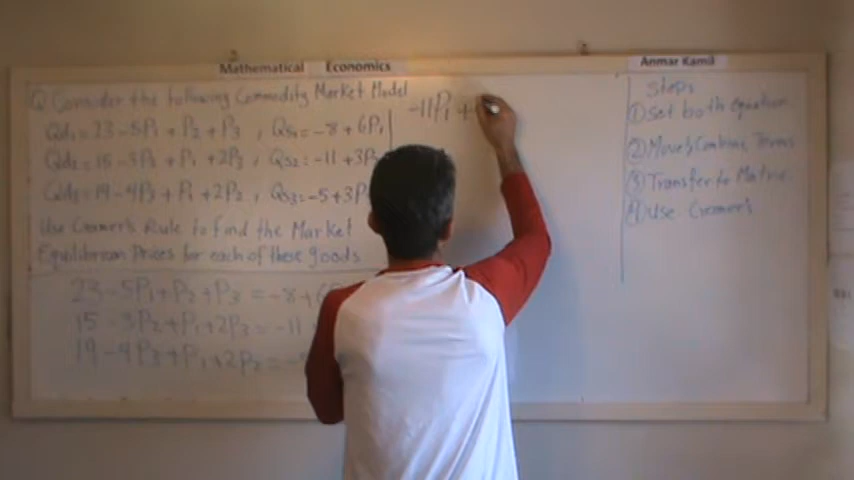 Mathematical Economics
Anmar Kamil
Q Consider the following Commodity Market Model
Qd1=23-5P1+P2+P3, Qs1=-8+6P1
Qd2=15-3P2+P1+2P3, Qs2=-11+3P
Qd3=19-4P3+P1+2P2, Qs3=-5+3P
Use Cramer's Rule to find the Market
Equilibrium Prices for each of these goods
23-5P1+P2+P3=-8+6
15-3P2+P1+2P3=-11
19-4P3+P1+2P2=-
-11P1+
Steps
① Set both equation
② Move & Combine Terms
③ Transfer to Matrix
④ Use Cramer's